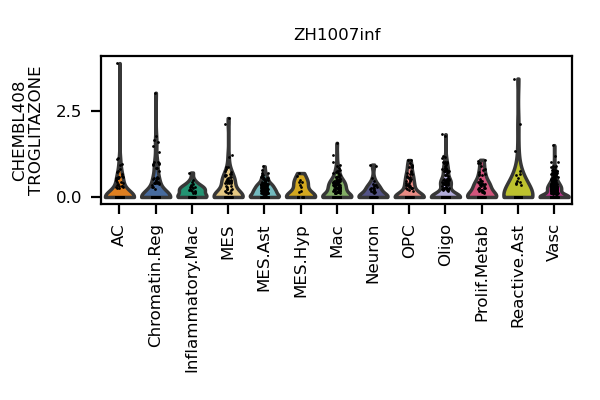 ZH1007inf
CHEMBL408
TROGLITAZONE
2.5
0.0
AC
Chromatin.Reg
Inflammatory.Mac
MES
MES.Ast
MES.Hyp
Mac
Neuron
OPC
Oligo
Prolif.Metab
Reactive.Ast
Vasc